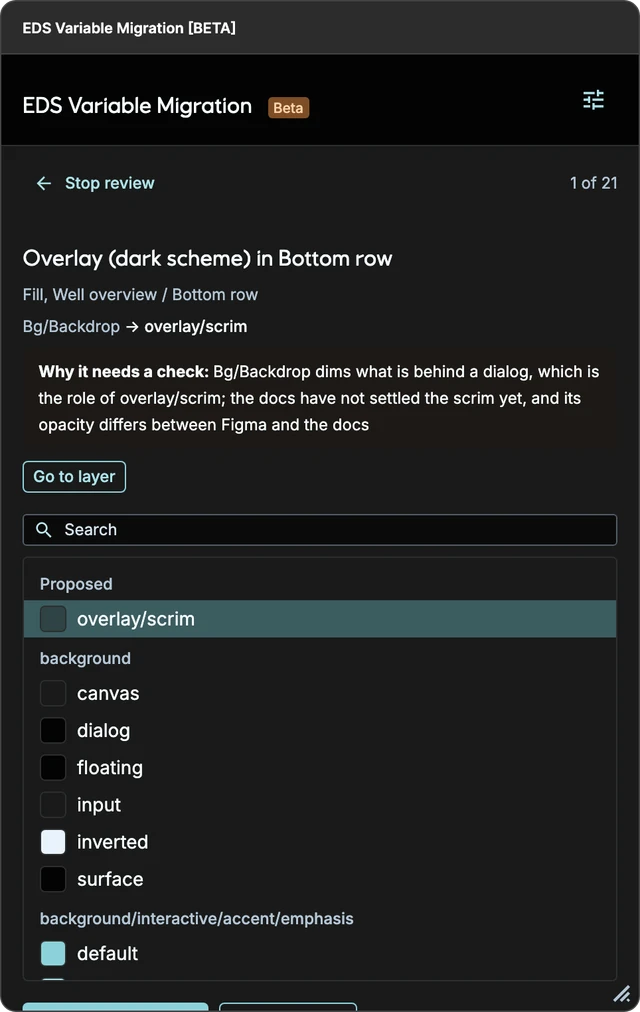 EDS Variable Migration [BETA]
EDS Variable Migration Beta
Stop review 1 of 21
Overlay (dark scheme) in Bottom row
Fill, Well overview / Bottom row
Bg/Backdrop → overlay/scrim
Why it needs a check: Bg/Backdrop dims what is behind a dialog, which is
the role of overlay/scrim; the docs have not settled the scrim yet, and its
opacity differs between Figma and the docs
Go to layer
Search
Proposed
overlay/scrim
background
canvas
dialog
floating
input
inverted
surface
background/interactive/accent/emphasis
default